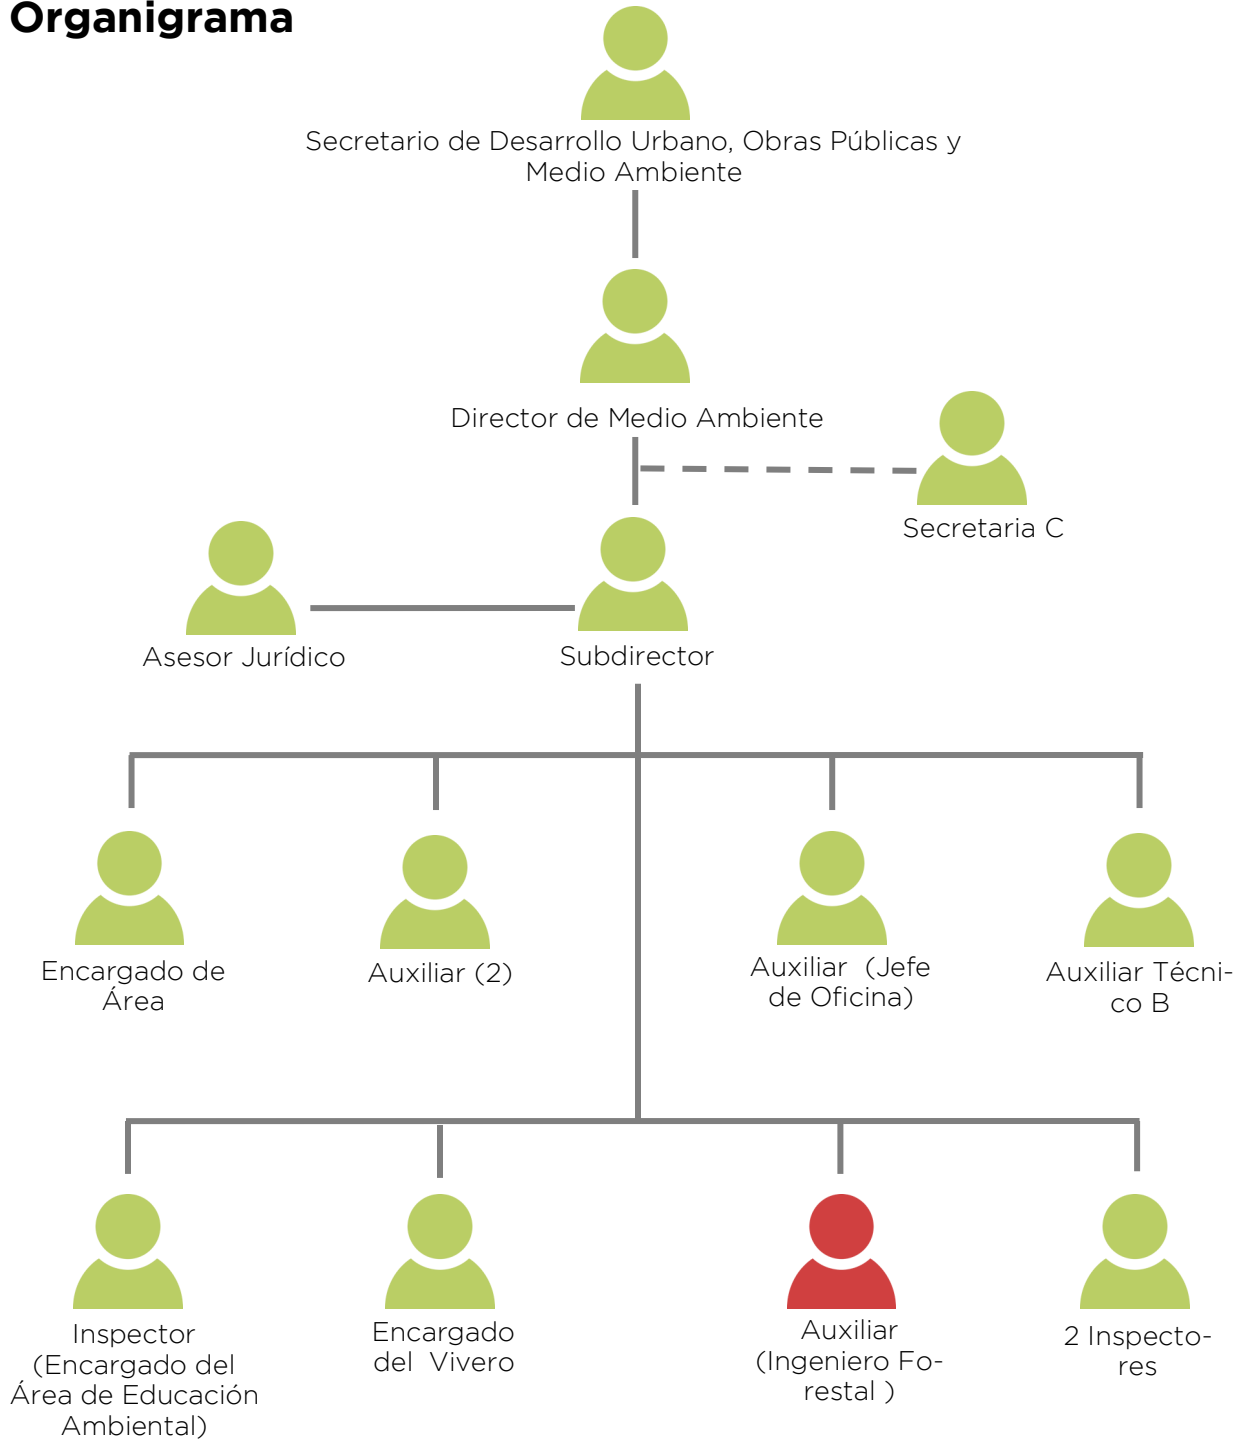 Organigrama
Secretario de Desarrollo Urbano, Obras Públicas y
Medio Ambiente
Director de Medio Ambiente
Secretaria C
Asesor Jurídico
Subdirector
Encargado de
Área
Auxiliar (2)
Auxiliar (Jefe
de Oficina)
Auxiliar Técni-
co B
Inspector
(Encargado del
Área de Educación
Ambiental)
Encargado
del Vivero
Auxiliar
(Ingeniero Fo-
restal )
2 Inspecto-
res